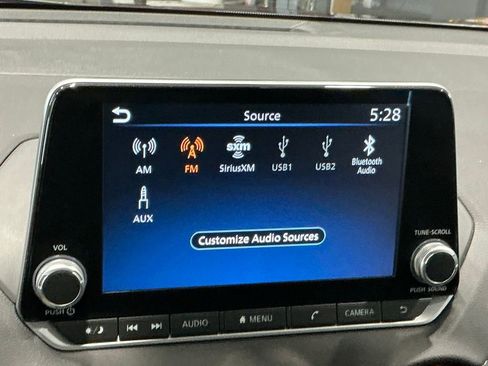 Source 5:28
AM FM sxm SiriusXM USB1 USB2 Bluetooth Audio
AUX
Customize Audio Sources
VOL
TUNE·SCROLL
PUSH
PUSH SOUND
AUDIO MENU CAMERA